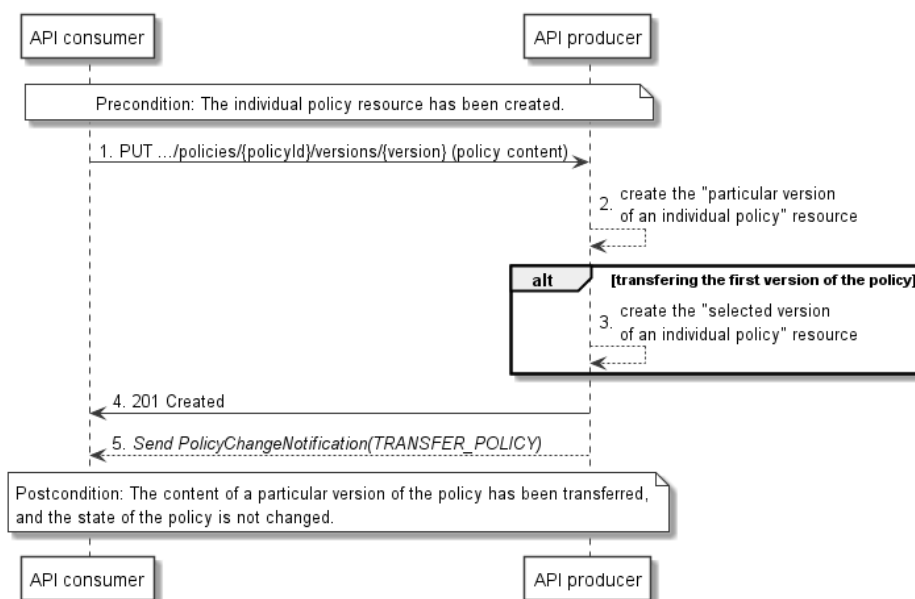 API consumer
API producer
Precondition: The individual policy resource has been created.
1. PUT .../policies/{policyId}/versions/{version} (policy content)
2. create the "particular version
of an individual policy" resource
alt [transfering the first version of the policy]
3. create the "selected version
of an individual policy" resource
4. 201 Created
5. Send PolicyChangeNotification(TRANSFER_POLICY)
Postcondition: The content of a particular version of the policy has been transferred,
and the state of the policy is not changed.
API consumer
API producer